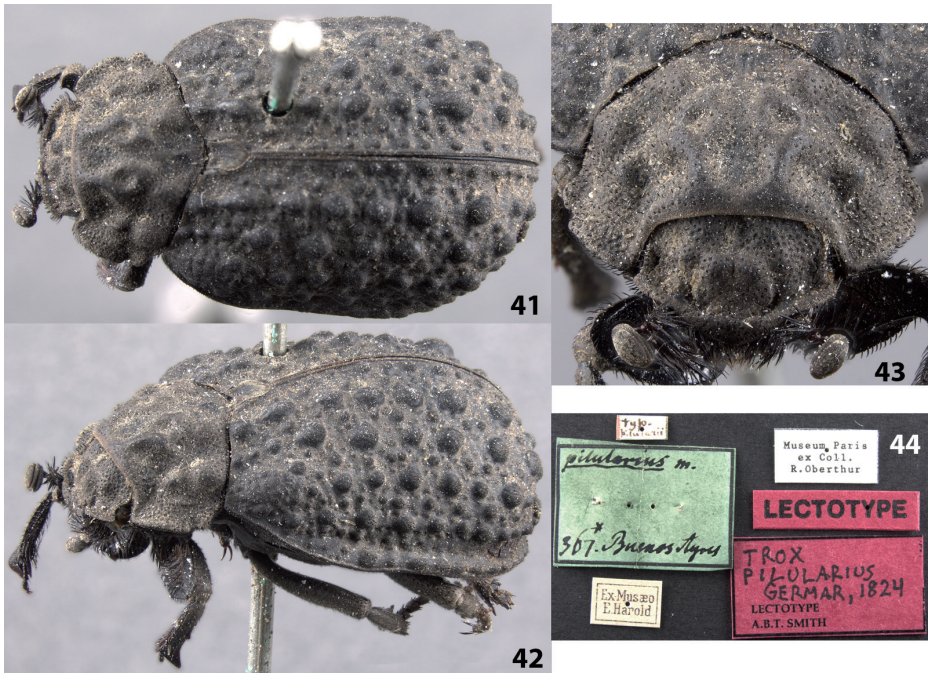 41
42
43
44
typ.
pilularii
pilularius m.
367.* Buenos Ayres
Ex Musæo
E. Harold
Museum Paris
ex Coll.
R. Oberthur
LECTOTYPE
TROX
PILULARIUS
GERMAR, 1824
LECTOTYPE
A.B.T. SMITH